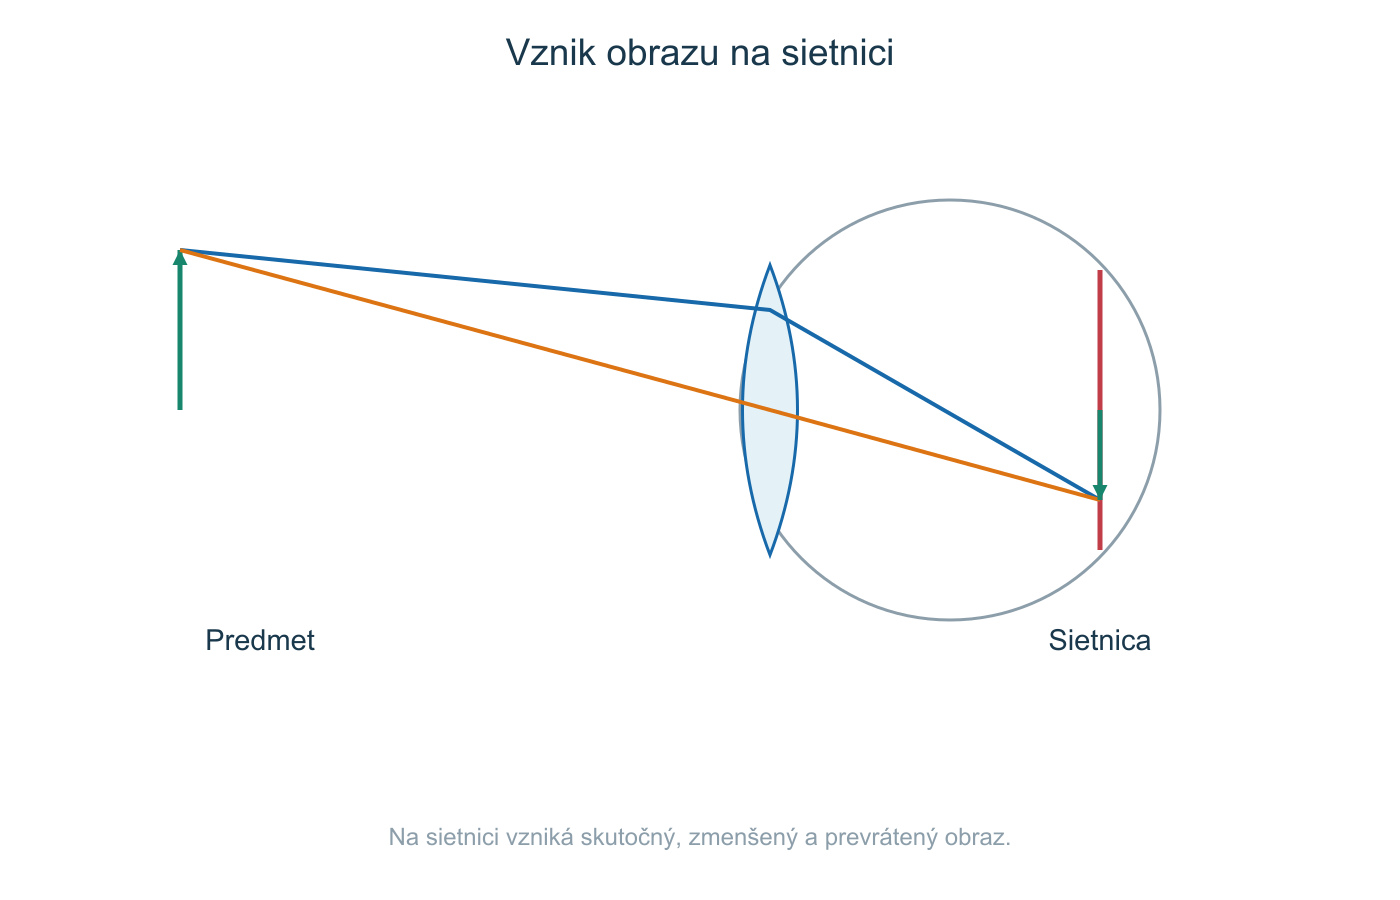 Vznik obrazu na sietnici
Predmet
Sietnica
Na sietnici vzniká skutočný, zmenšený a prevrátený obraz.